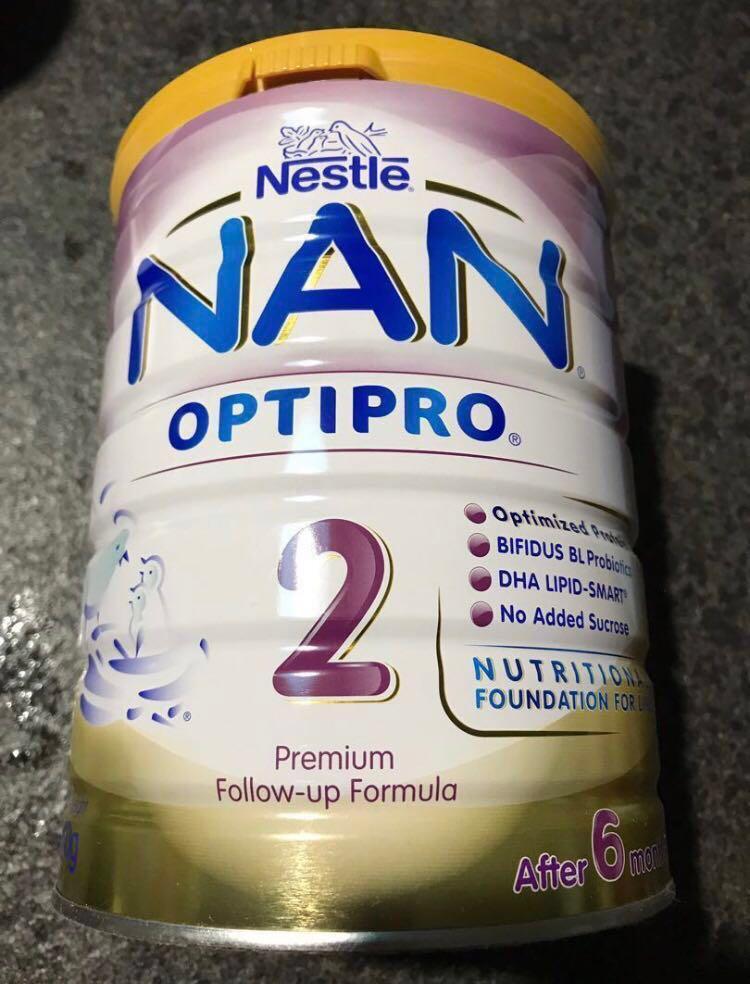 Nestlé
NAN
OPTIPRO
2
Optimized
BIFIDUS BL Probiotics
DHA LIPID-SMART
No Added Sucrose
FOUNDATION FOR
Premium
Follow-up Formula
After 6